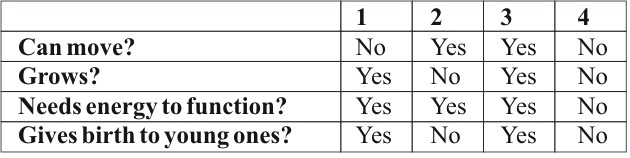 1 2 3 4
Can move? No Yes Yes No
Grows? Yes No Yes No
Needs energy to function? Yes Yes Yes No
Gives birth to young ones? Yes No Yes No